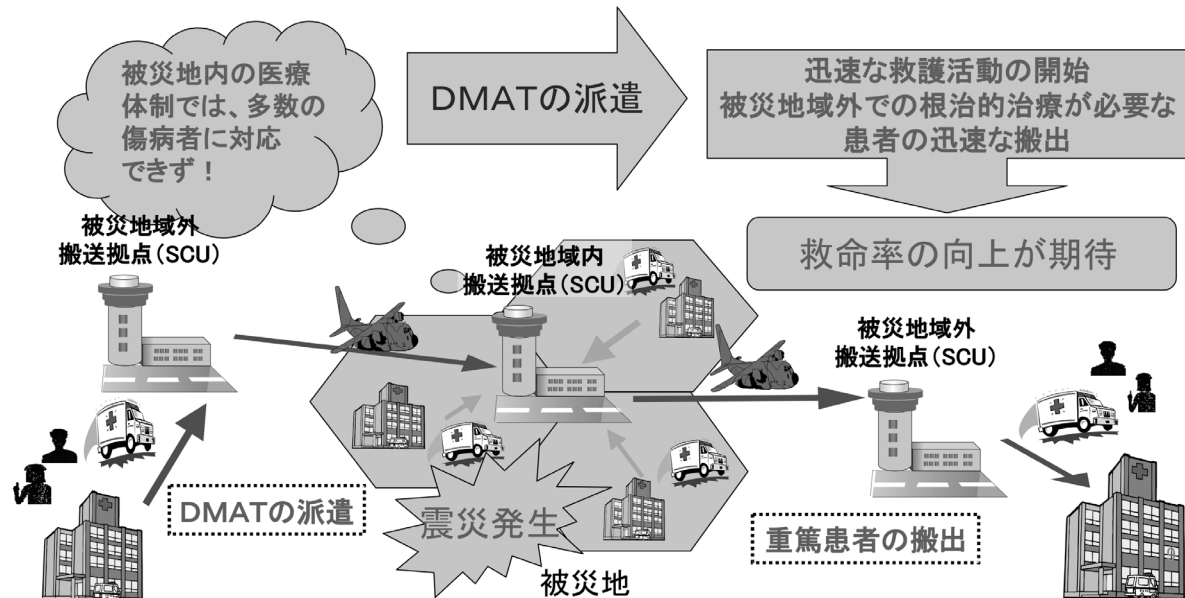 被災地内の医療
体制では、多数の
傷病者に対応
できず！
DMATの派遣
迅速な救護活動の開始
被災地域外での根治的治療が必要な
患者の迅速な搬出
救命率の向上が期待
被災地域外
搬送拠点(SCU)
被災地域内
搬送拠点(SCU)
被災地域外
搬送拠点(SCU)
DMATの派遣
震災発生
重篤患者の搬出
被災地